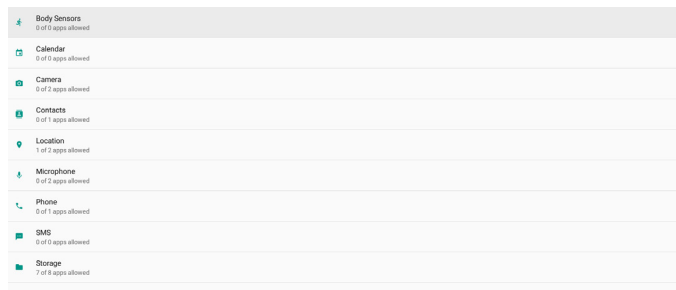 Body Sensors
0 of 0 apps allowed
Calendar
0 of 0 apps allowed
Camera
0 of 2 apps allowed
Contacts
0 of 1 apps allowed
Location
1 of 2 apps allowed
Microphone
0 of 2 apps allowed
Phone
0 of 1 apps allowed
SMS
0 of 0 apps allowed
Storage
7 of 8 apps allowed